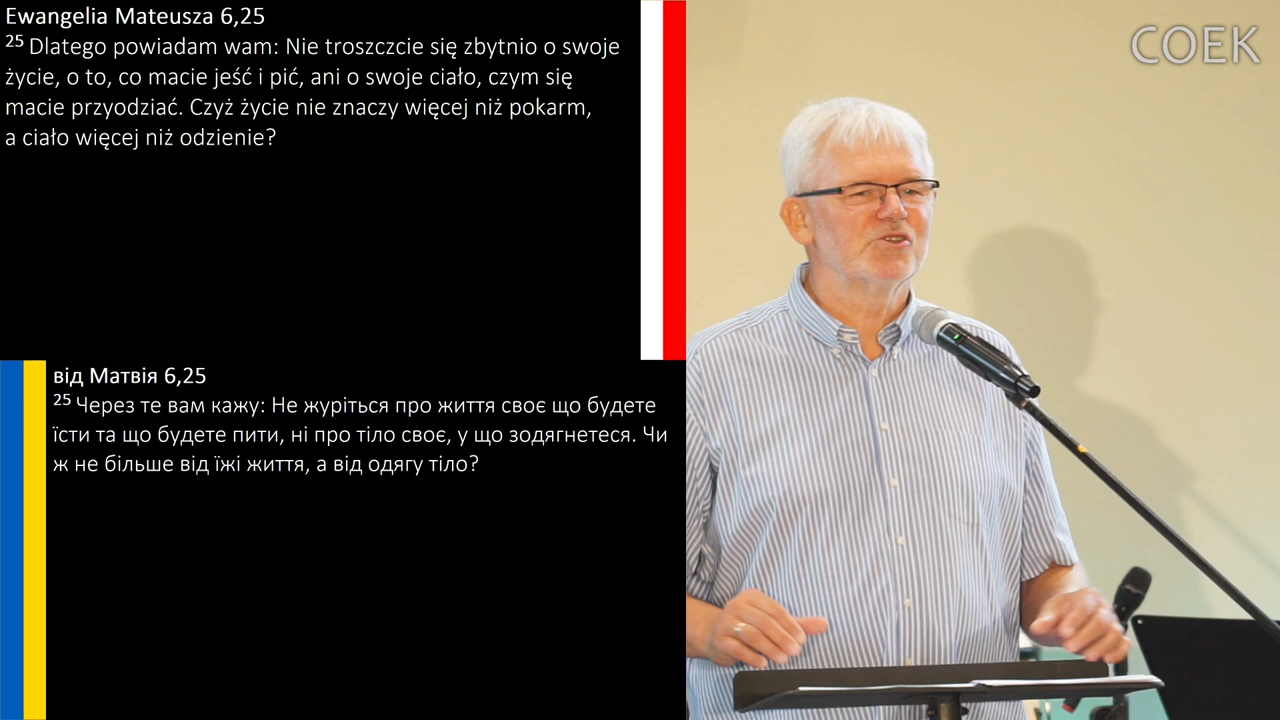 Ewangelia Mateusza 6,25
25 Dlatego powiadam wam: Nie troszczcie się zbytnio o swoje
życie, o to, co macie jeść i pić, ani o swoje ciało, czym się
macie przyodziać. Czyż życie nie znaczy więcej niż pokarm,
a ciało więcej niż odzienie?
від Матвія 6,25
25 Через те вам кажу: Не журіться про життя своє що будете
їсти та що будете пити, ні про тіло своє, у що зодягнетеся. Чи
ж не більше від їжі життя, а від одягу тіло?
COEK